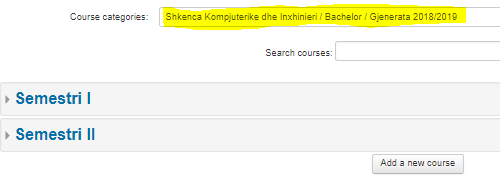 Course categories: Shkenca Kompjuterike dhe Inxhinieri / Bachelor / Gjenerata 2018/2019
Search courses:
Semestri I
Semestri II
Add a new course